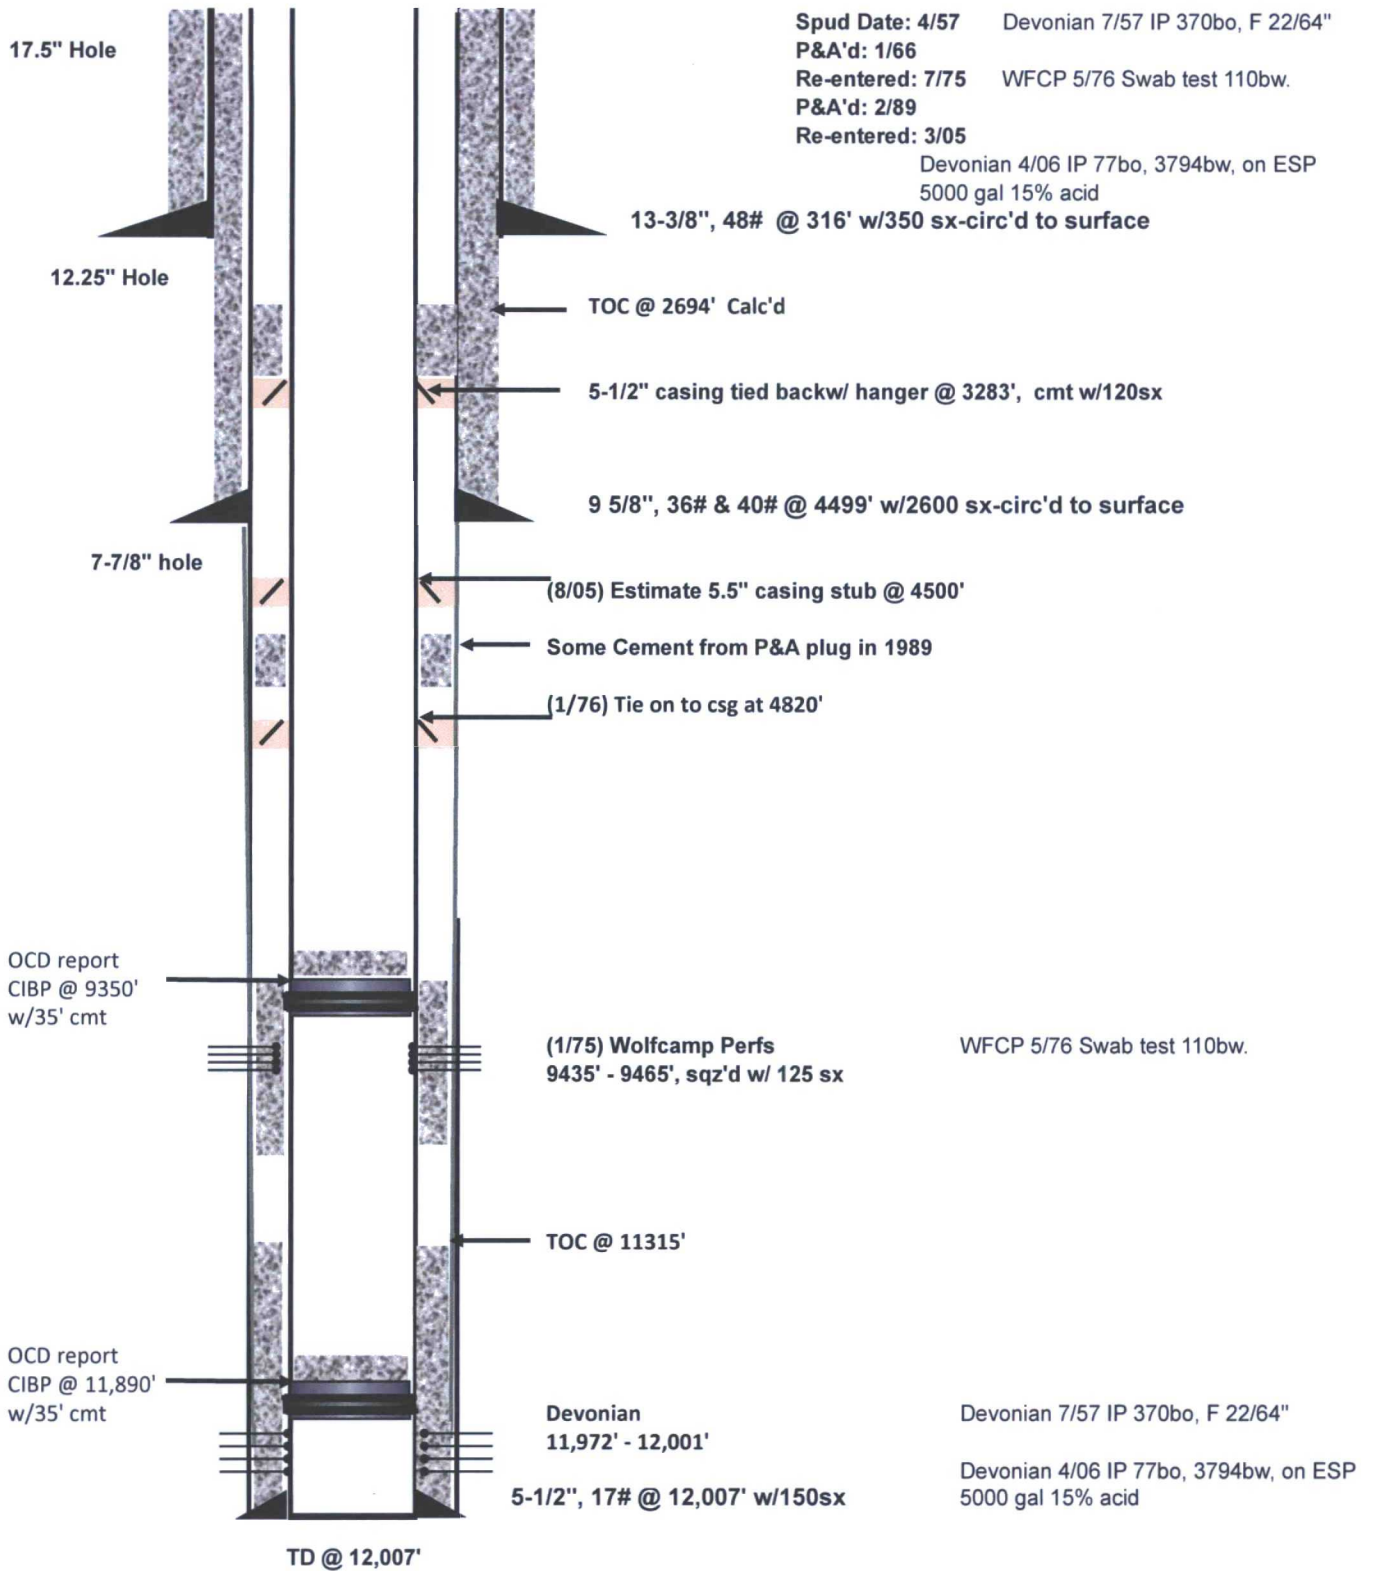 Spud Date: 4/57 Devonian 7/57 IP 370bo, F 22/64"
17.5" Hole
P&A'd: 1/66
Re-entered: 7/75 WFCP 5/76 Swab test 110bw.
P&A'd: 2/89
Re-entered: 3/05
Devonian 4/06 IP 77bo, 3794bw, on ESP
5000 gal 15% acid
13-3/8", 48# @ 316' w/350 sx-circ'd to surface
12.25" Hole
TOC @ 2694' Calc'd
5-1/2" casing tied backw/ hanger @ 3283', cmt w/120sx
9 5/8", 36# & 40# @ 4499' w/2600 sx-circ'd to surface
7-7/8" hole
(8/05) Estimate 5.5" casing stub @ 4500'
Some Cement from P&A plug in 1989
(1/76) Tie on to csg at 4820'
OCD report
CIBP @ 9350'
w/35' cmt
(1/75) Wolfcamp Perfs WFCP 5/76 Swab test 110bw.
9435' - 9465', sqz'd w/ 125 sx
TOC @ 11315'
OCD report
CIBP @ 11,890'
w/35' cmt
Devonian Devonian 7/57 IP 370bo, F 22/64"
11,972' - 12,001'
Devonian 4/06 IP 77bo, 3794bw, on ESP
5000 gal 15% acid
5-1/2", 17# @ 12,007' w/150sx
TD @ 12,007'